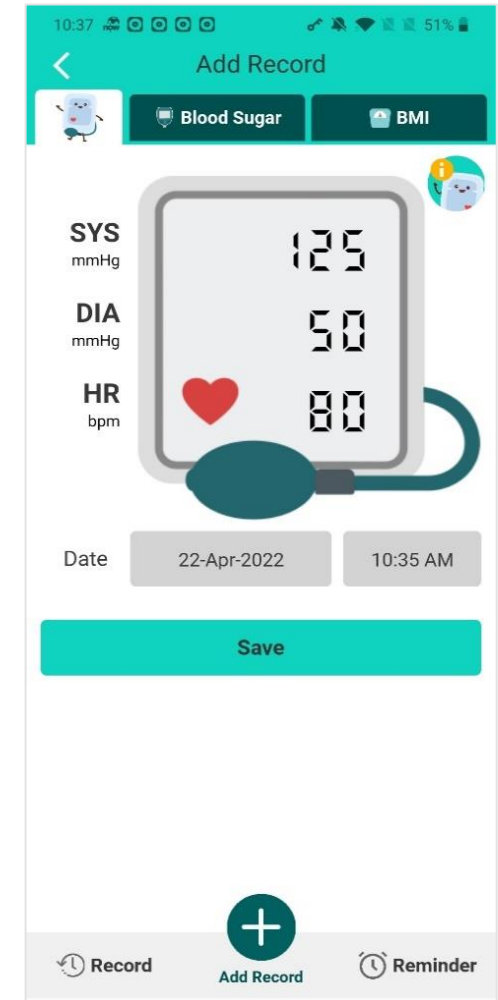 10:37 51%
Add Record
Blood Sugar BMI
SYS
mmHg
125
DIA
mmHg
50
HR
bpm
80
Date 22-Apr-2022 10:35 AM
Save
Record Add Record Reminder